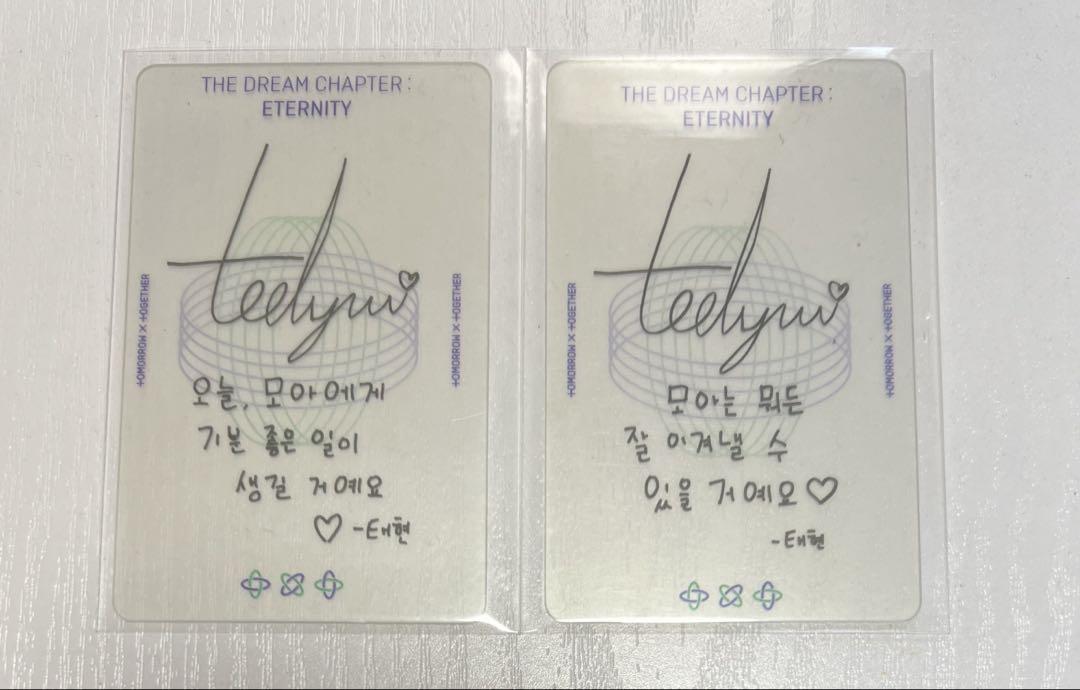 THE DREAM CHAPTER :
ETERNITY
TOMORROW X TOGETHER
TOMORROW X TOGETHER
오늘, 모아에게
기분 좋은 일이
생길 거예요
♡ -태현
THE DREAM CHAPTER :
ETERNITY
TOMORROW X TOGETHER
TOMORROW X TOGETHER
모아는 뭐든
잘 이겨낼 수
있을 거예요♡
-태현